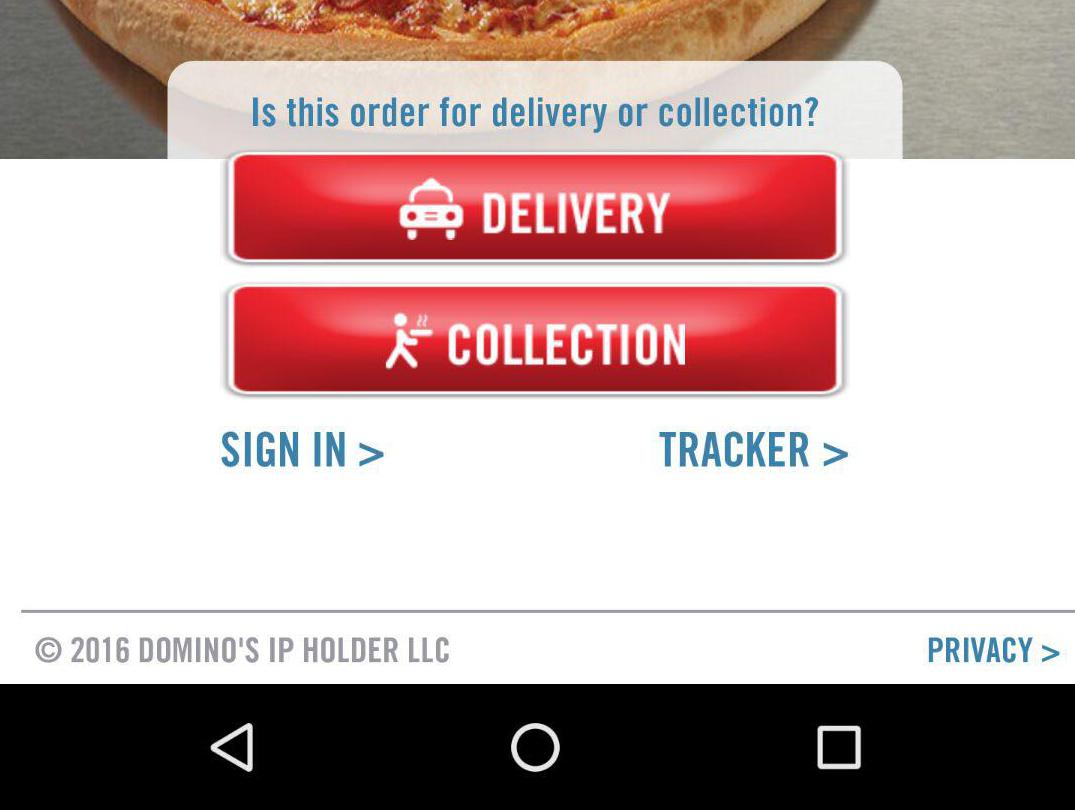 Is this order for delivery or collection?
DELIVERY
COLLECTION
SIGN IN > TRACKER >
© 2016 DOMINO'S IP HOLDER LLC PRIVACY >